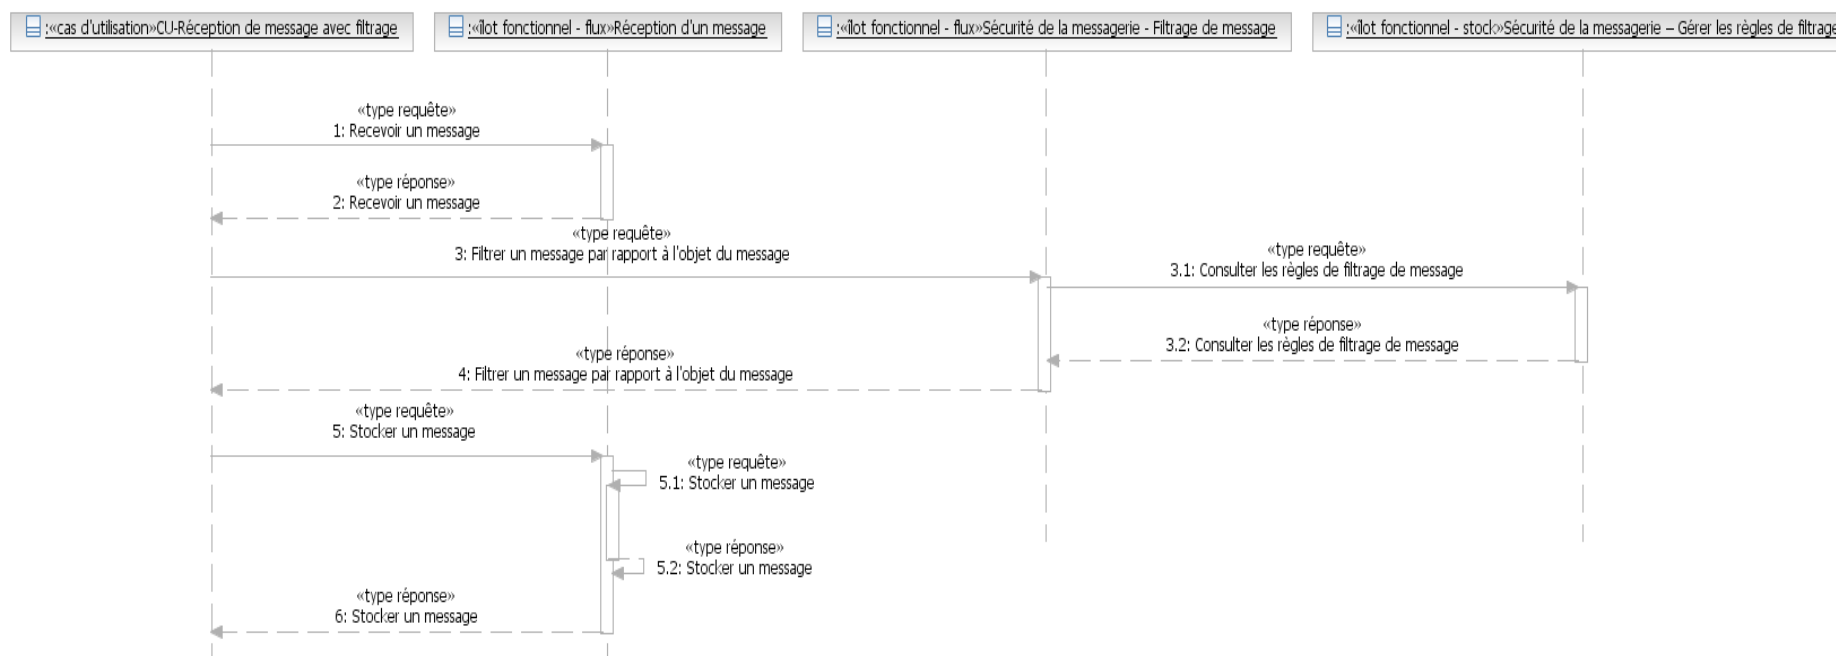 :«cas d'utilisation»CU-Réception de message avec filtrage
:«îlot fonctionnel - flux»Réception d'un message
:«îlot fonctionnel - flux»Sécurité de la messagerie - Filtrage de message
:«îlot fonctionnel - stock»Sécurité de la messagerie – Gérer les règles de filtrage
«type requête»
1: Recevoir un message
«type réponse»
2: Recevoir un message
«type requête»
3: Filtrer un message par rapport à l'objet du message
«type requête»
3.1: Consulter les règles de filtrage de message
«type réponse»
3.2: Consulter les règles de filtrage de message
«type réponse»
4: Filtrer un message par rapport à l'objet du message
«type requête»
5: Stocker un message
«type requête»
5.1: Stocker un message
«type réponse»
5.2: Stocker un message
«type réponse»
6: Stocker un message